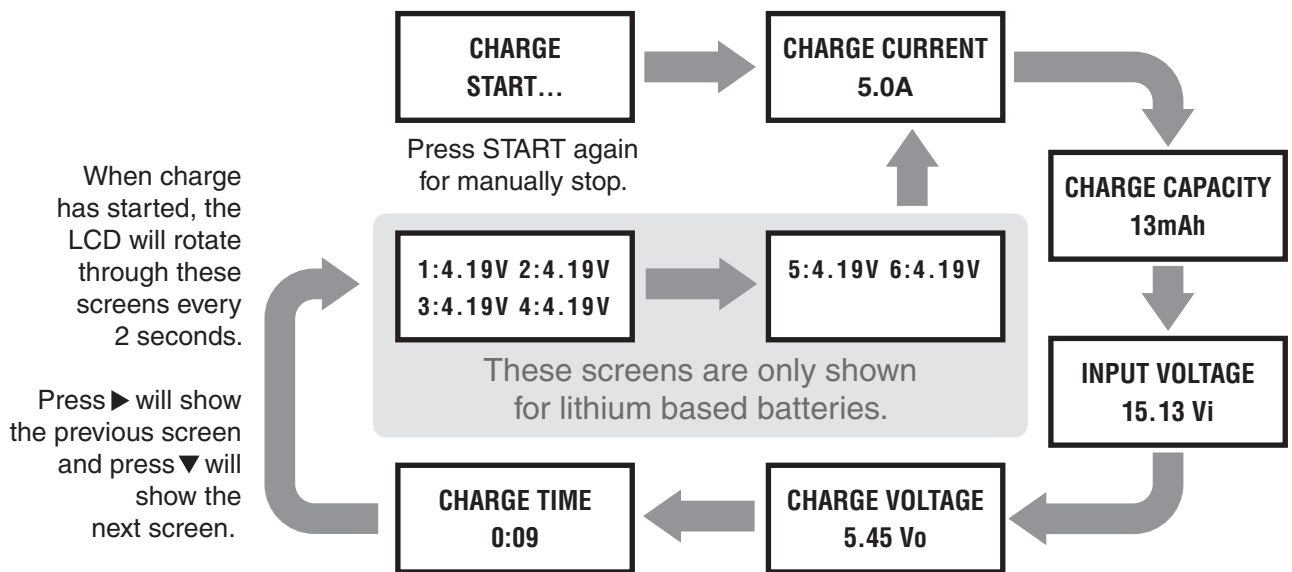 CHARGE
START...
CHARGE CURRENT
5.0A
Press START again
for manually stop.
CHARGE CAPACITY
13mAh
When charge
has started, the
LCD will rotate
through these
screens every
2 seconds.
1:4.19V 2:4.19V
3:4.19V 4:4.19V
5:4.19V 6:4.19V
These screens are only shown
for lithium based batteries.
INPUT VOLTAGE
15.13 Vi
Press ▶ will show
the previous screen
and press ▼ will
show the
next screen.
CHARGE TIME
0:09
CHARGE VOLTAGE
5.45 Vo